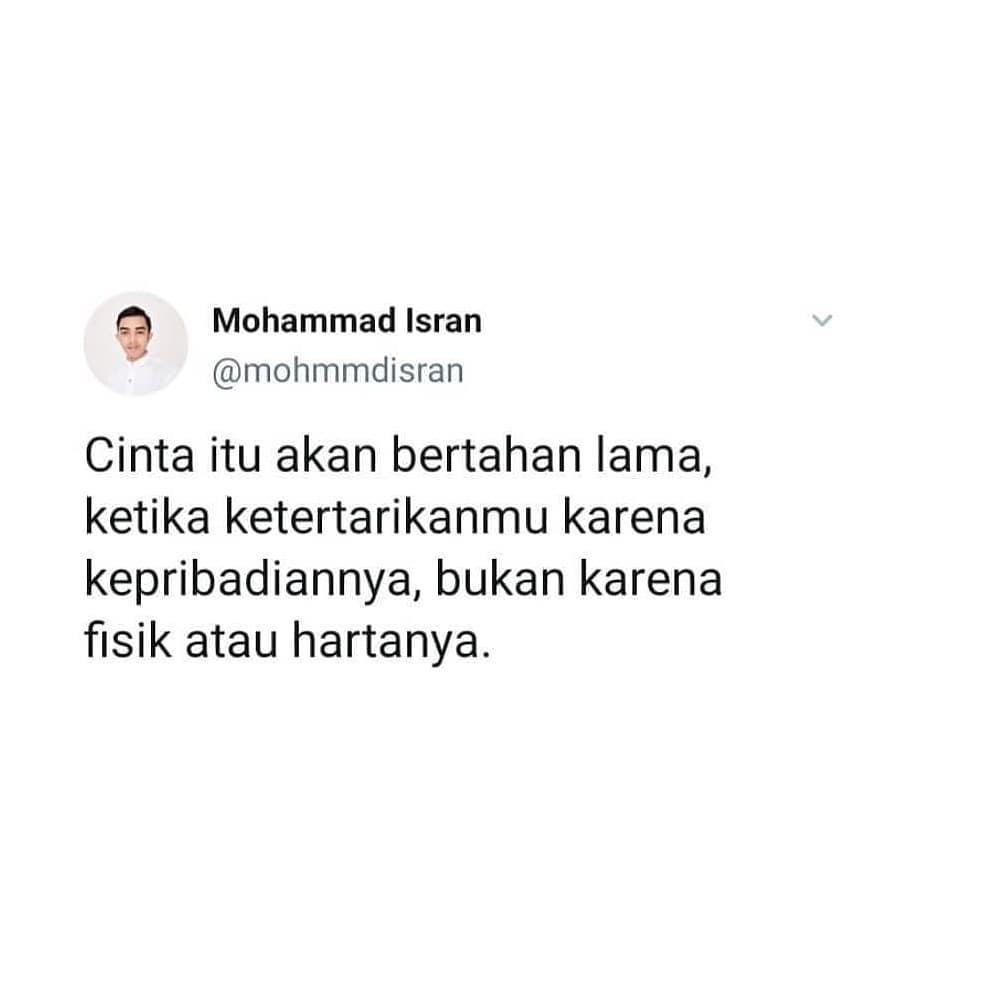 Mohammad Isran
@mohmmdisran
Cinta itu akan bertahan lama,
ketika ketertarikanmu karena
kepribadiannya, bukan karena
fisik atau hartanya.